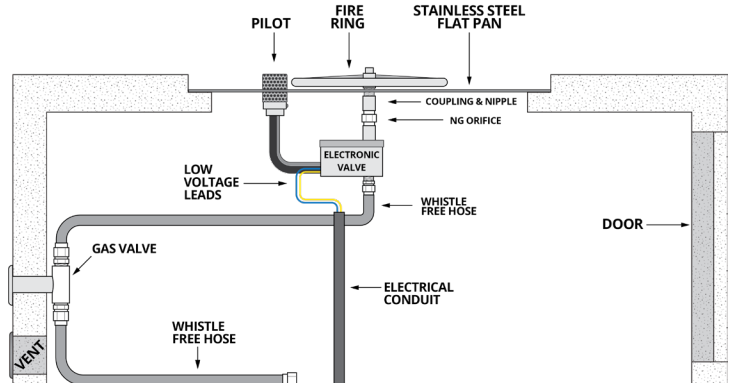 PILOT
FIRE
RING
STAINLESS STEEL
FLAT PAN
COUPLING & NIPPLE
NG ORIFICE
ELECTRONIC
VALVE
LOW
VOLTAGE
LEADS
WHISTLE
FREE HOSE
DOOR
GAS VALVE
ELECTRICAL
CONDUIT
WHISTLE
FREE HOSE
VENT